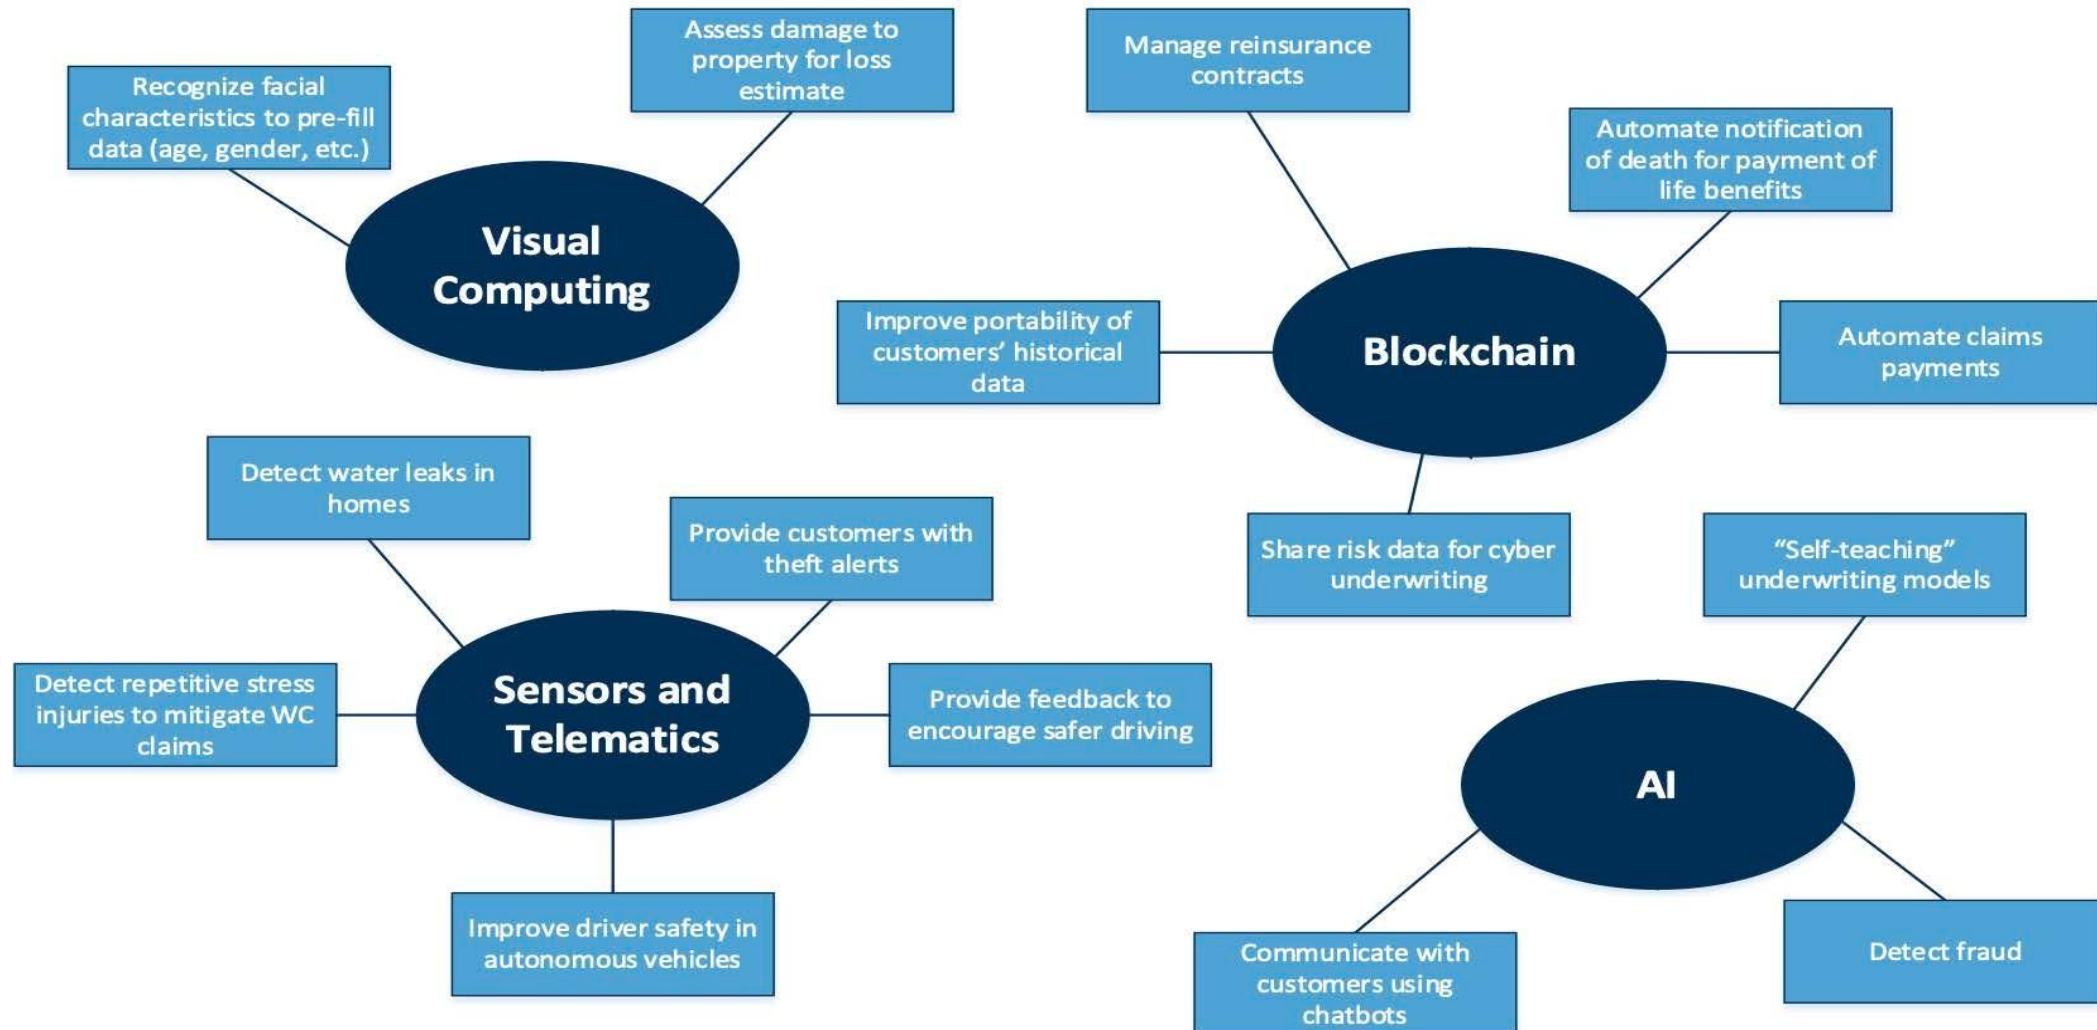 Recognize facial
characteristics to pre-fill
data (age, gender, etc.)
Assess damage to
property for loss
estimate
Visual
Computing
Manage reinsurance
contracts
Automate notification
of death for payment of
life benefits
Improve portability of
customers’ historical
data
Blockchain
Automate claims
payments
Share risk data for cyber
underwriting
Detect water leaks in
homes
Provide customers with
theft alerts
Detect repetitive stress
injuries to mitigate WC
claims
Sensors and
Telematics
Provide feedback to
encourage safer driving
Improve driver safety in
autonomous vehicles
“Self-teaching”
underwriting models
AI
Communicate with
customers using
chatbots
Detect fraud